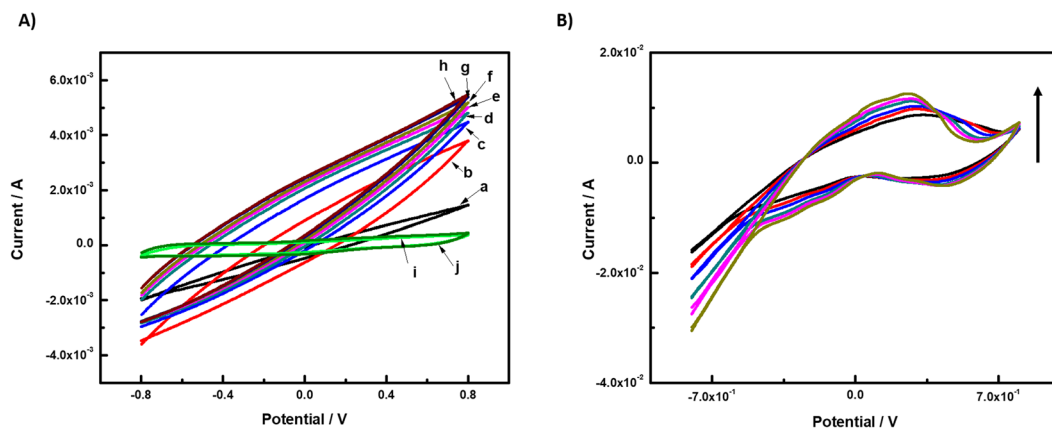 A)
6.0x10⁻³
4.0x10⁻³
2.0x10⁻³
0.0
-2.0x10⁻³
-4.0x10⁻³
Current / A
h
g
f
e
d
c
b
a
i
j
-0.8
-0.4
0.0
0.4
0.8
Potential / V
B)
2.0x10⁻²
0.0
-2.0x10⁻²
-4.0x10⁻²
Current / A
-7.0x10⁻¹
0.0
7.0x10⁻¹
Potential / V